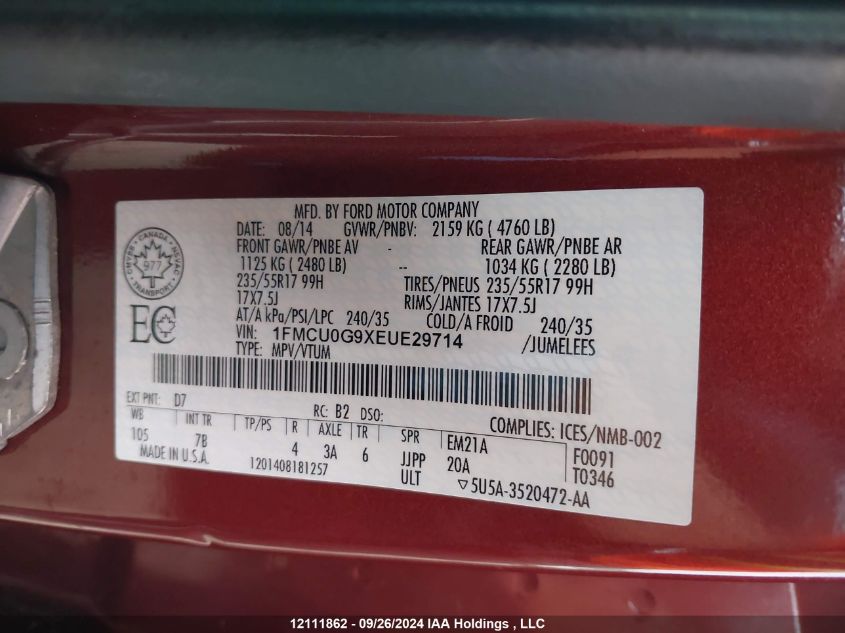 MFD. BY FORD MOTOR COMPANY
DATE: 08/14 GVWR/PNBV: 2159 KG ( 4760 LB)
FRONT GAWR/PNBE AV - REAR GAWR/PNBE AR
1125 KG ( 2480 LB) -- 1034 KG ( 2280 LB)
235/55R17 99H TIRES/PNEUS 235/55R17 99H
17X7.5J RIMS/JANTES 17X7.5J
AT/A kPa/PSI/LPC 240/35 COLD/A FROID 240/35
VIN: 1FMCU0G9XEUE29714 /JUMELEES
TYPE: MPV/VTUM
CANADA
NSVAC
977
TRANSPORT
EC
EXT PNT: D7 RC: B2 DSO: COMPLIES: ICES/NMB-002
WB INT TR TP/PS R AXLE TR SPR EM21A F0091
105 7B 4 3A 6 JJPP 20A T0346
MADE IN U.S.A. 1201408181257 ULT ▽5U5A-3520472-AA
12111862 - 09/26/2024 IAA Holdings , LLC